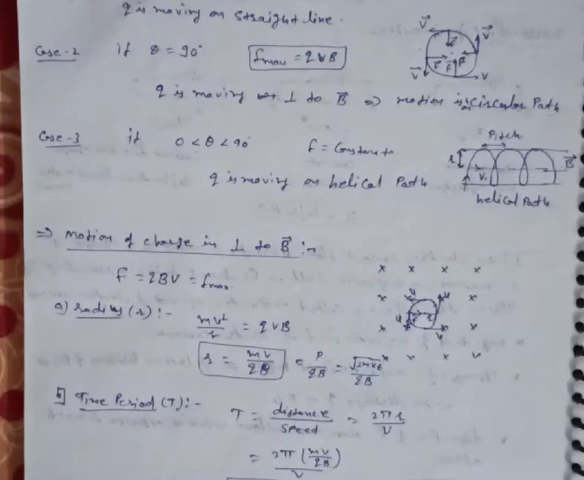 q is moving on straight line.
Case-2 if θ = 90° fmax = qVB
q is moving ⊥ to B⃗ ⇒ motion is circular Path
Case-3 if 0 < θ < 90° f = Constant
Pitch
q is moving on helical Path
helical Path
⇒ Motion of charge in ⊥ to B⃗ :-
F = qBV = fmax
a) radius (r) :- mv²/r = qVB
r = mv/qB = P/qB = √2mVq/qB
b) Time Period (T) :- T = distance/speed = 2πr/V
= 2π(mv/qB)/V